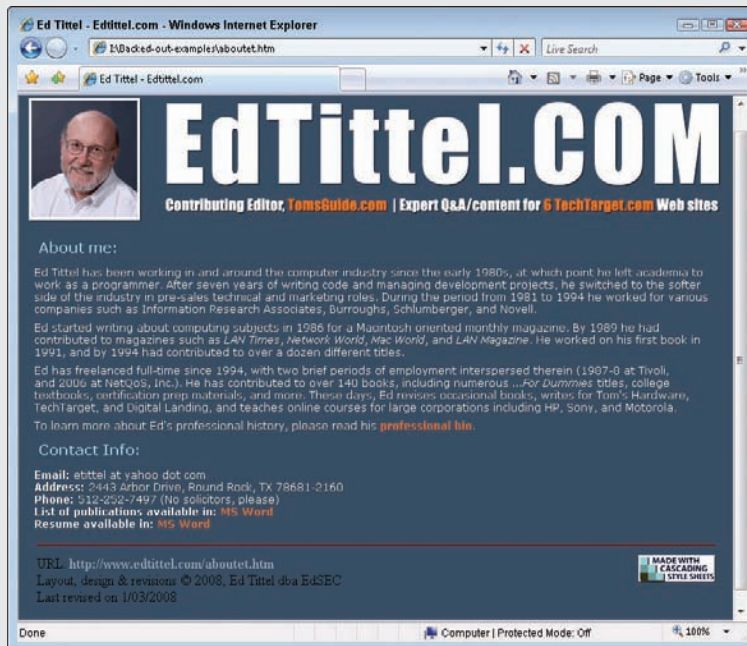 Ed Tittel - Edtittel.com - Windows Internet Explorer
I:\Backed-out-examples\aboutet.htm
Live Search
Ed Tittel - Edtittel.com
Page
Tools
EdTittel.COM
Contributing Editor, TomsGuide.com | Expert Q&A/content for 6 TechTarget.com Web sites
About me:
Ed Tittel has been working in and around the computer industry since the early 1980s, at which point he left academia to
work as a programmer. After seven years of writing code and managing development projects, he switched to the softer
side of the industry in pre-sales technical and marketing roles. During the period from 1981 to 1994 he worked for various
companies such as Information Research Associates, Burroughs, Schlumberger, and Novell.
Ed started writing about computing subjects in 1986 for a Macintosh oriented monthly magazine. By 1989 he had
contributed to magazines such as LAN Times, Network World, Mac World, and LAN Magazine. He worked on his first book in
1991, and by 1994 had contributed to over a dozen different titles.
Ed has freelanced full-time since 1994, with two brief periods of employment interspersed therein (1987-8 at Tivoli,
and 2006 at NetQoS, Inc.). He has contributed to over 140 books, including numerous ...For Dummies titles, college
textbooks, certification prep materials, and more. These days, Ed revises occasional books, writes for Tom's Hardware,
TechTarget, and Digital Landing, and teaches online courses for large corporations including HP, Sony, and Motorola.
To learn more about Ed's professional history, please read his professional bio.
Contact Info:
Email: etittel at yahoo dot com
Address: 2443 Arbor Drive, Round Rock, TX 78681-2160
Phone: 512-252-7497 (No solicitors, please)
List of publications available in: MS Word
Resume available in: MS Word
URL: http://www.edtittel.com/aboutet.htm
Layout, design & revisions © 2008, Ed Tittel dba EdSEC
Last revised on 1/03/2008
MADE WITH
CASCADING
STYLE SHEETS
Done
Computer | Protected Mode: Off
100%